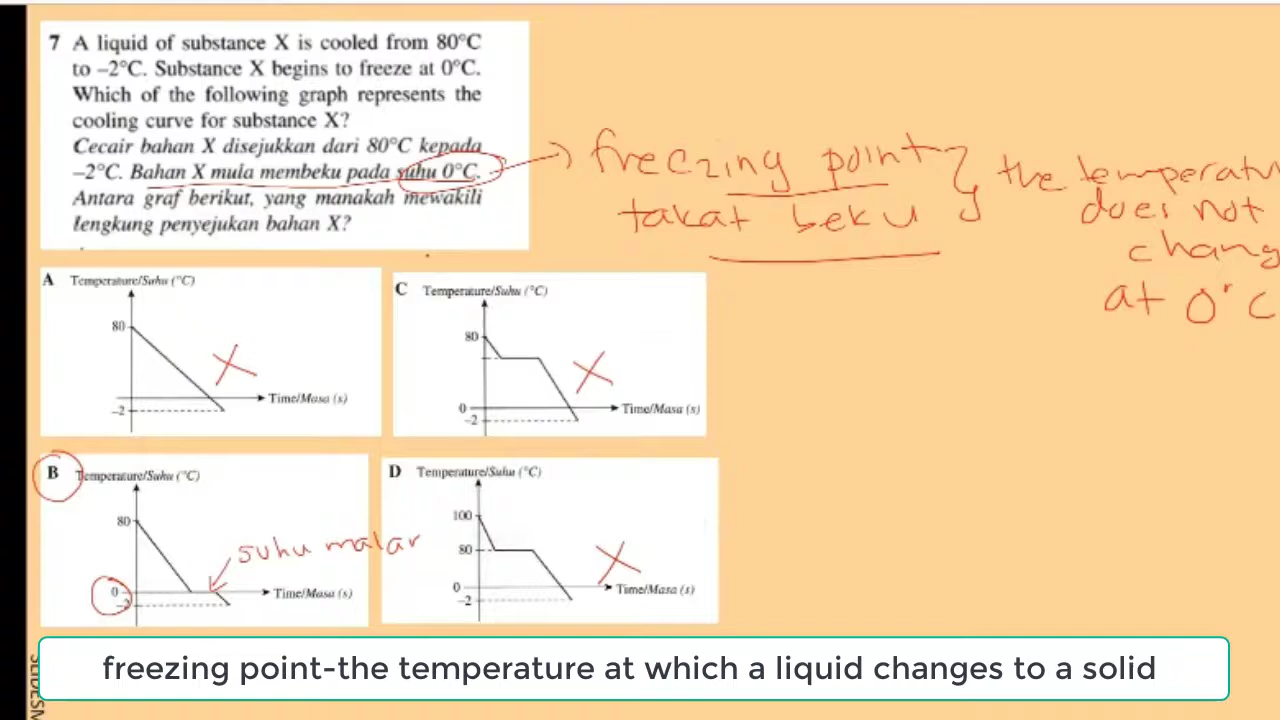 7 A liquid of substance X is cooled from 80°C
to –2°C. Substance X begins to freeze at 0°C.
Which of the following graph represents the
cooling curve for substance X?
Cecair bahan X disejukkan dari 80°C kepada
–2°C. Bahan X mula membeku pada suhu 0°C.
Antara graf berikut, yang manakah mewakili
lengkung penyejukan bahan X?
freezing point
takat beku
the temperatu
does not
chang
at 0°C
A Temperature/Suhu (°C)
80
Time/Masa (s)
–2
C Temperature/Suhu (°C)
80
0
Time/Masa (s)
–2
B Temperature/Suhu (°C)
80
suhu malar
0
Time/Masa (s)
–2
D Temperature/Suhu (°C)
100
80
0
Time/Masa (s)
–2
freezing point-the temperature at which a liquid changes to a solid